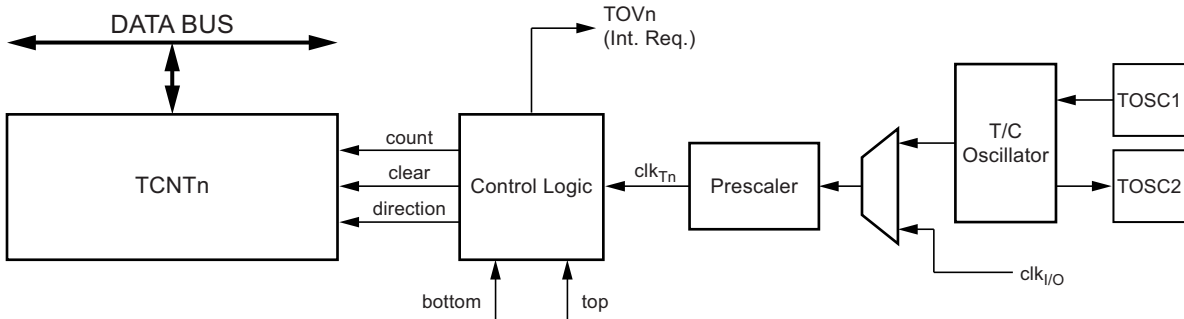 DATA BUS
TOVn
(Int. Req.)
TCNTn
count
clear
direction
Control Logic
clkTn
Prescaler
T/C
Oscillator
TOSC1
TOSC2
bottom
top
clkI/O